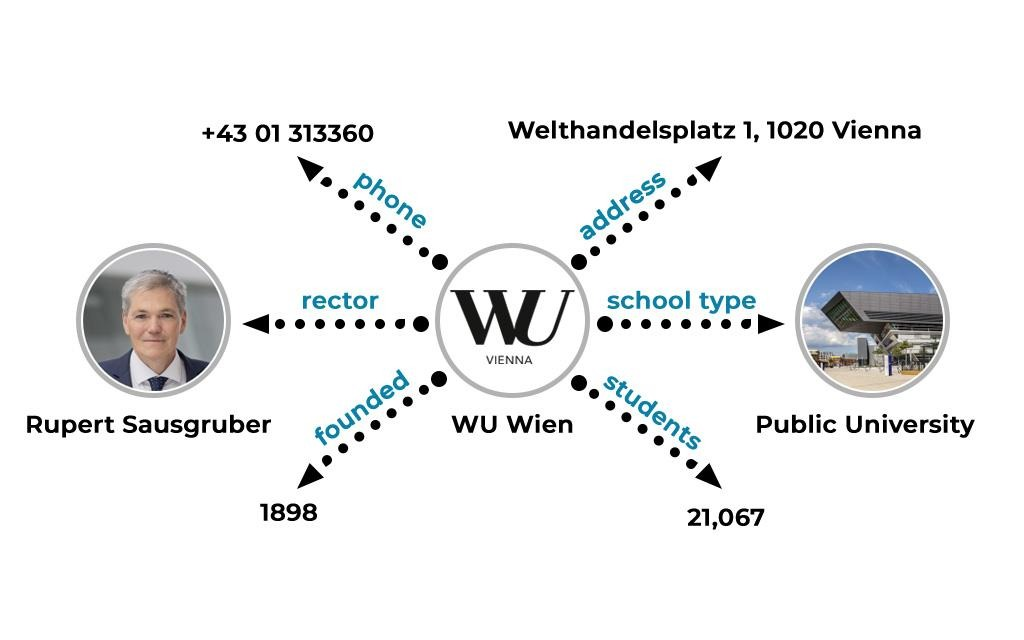 +43 01 313360
Welthandelsplatz 1, 1020 Vienna
phone
address
rector
school type
WU
VIENNA
founded
students
Rupert Sausgruber
WU Wien
Public University
1898
21,067